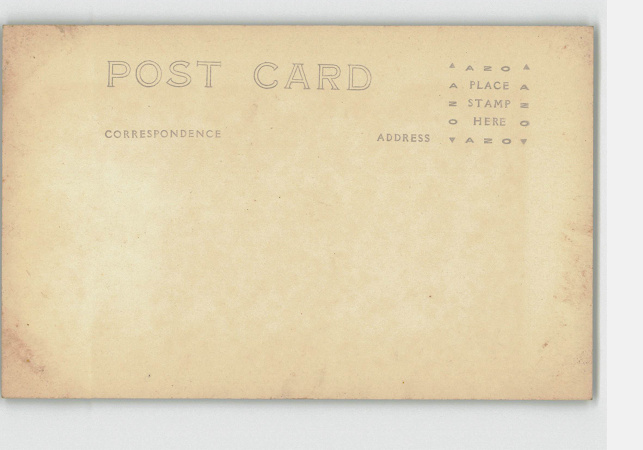 POST CARD
CORRESPONDENCE
ADDRESS
AZO
A PLACE A
Z STAMP Z
O HERE O
AZO